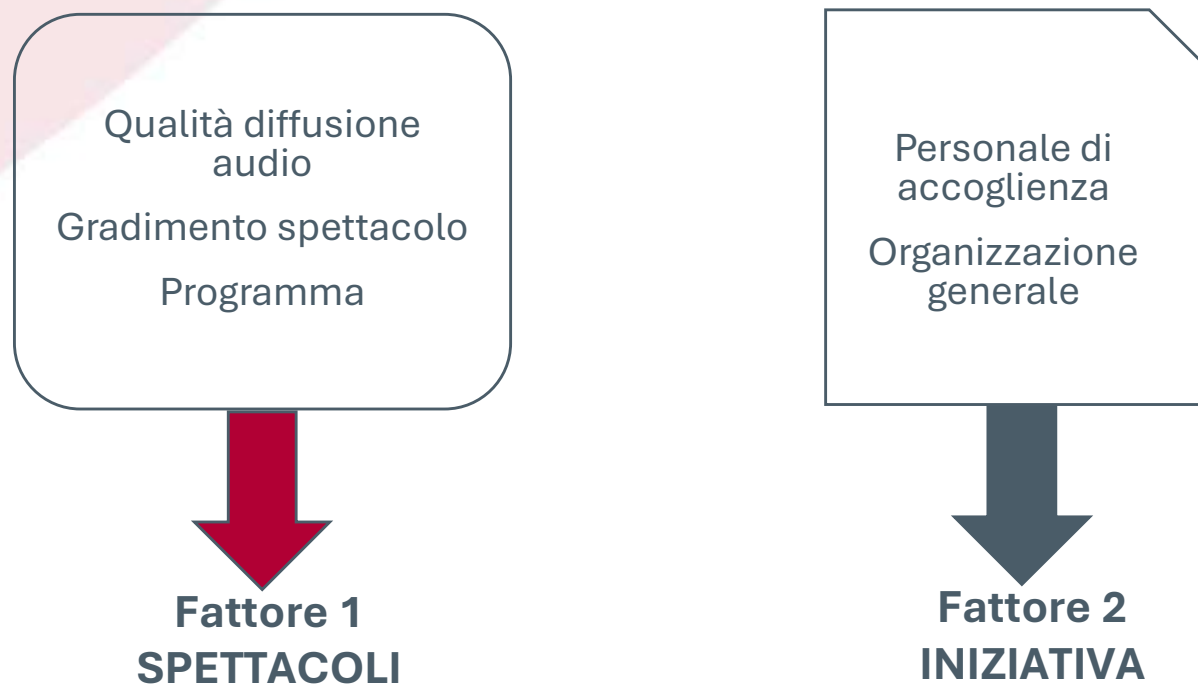 Qualità diffusione
audio
Gradimento spettacolo
Programma
Fattore 1
SPETTACOLI
Personale di
accoglienza
Organizzazione
generale
Fattore 2
INIZIATIVA